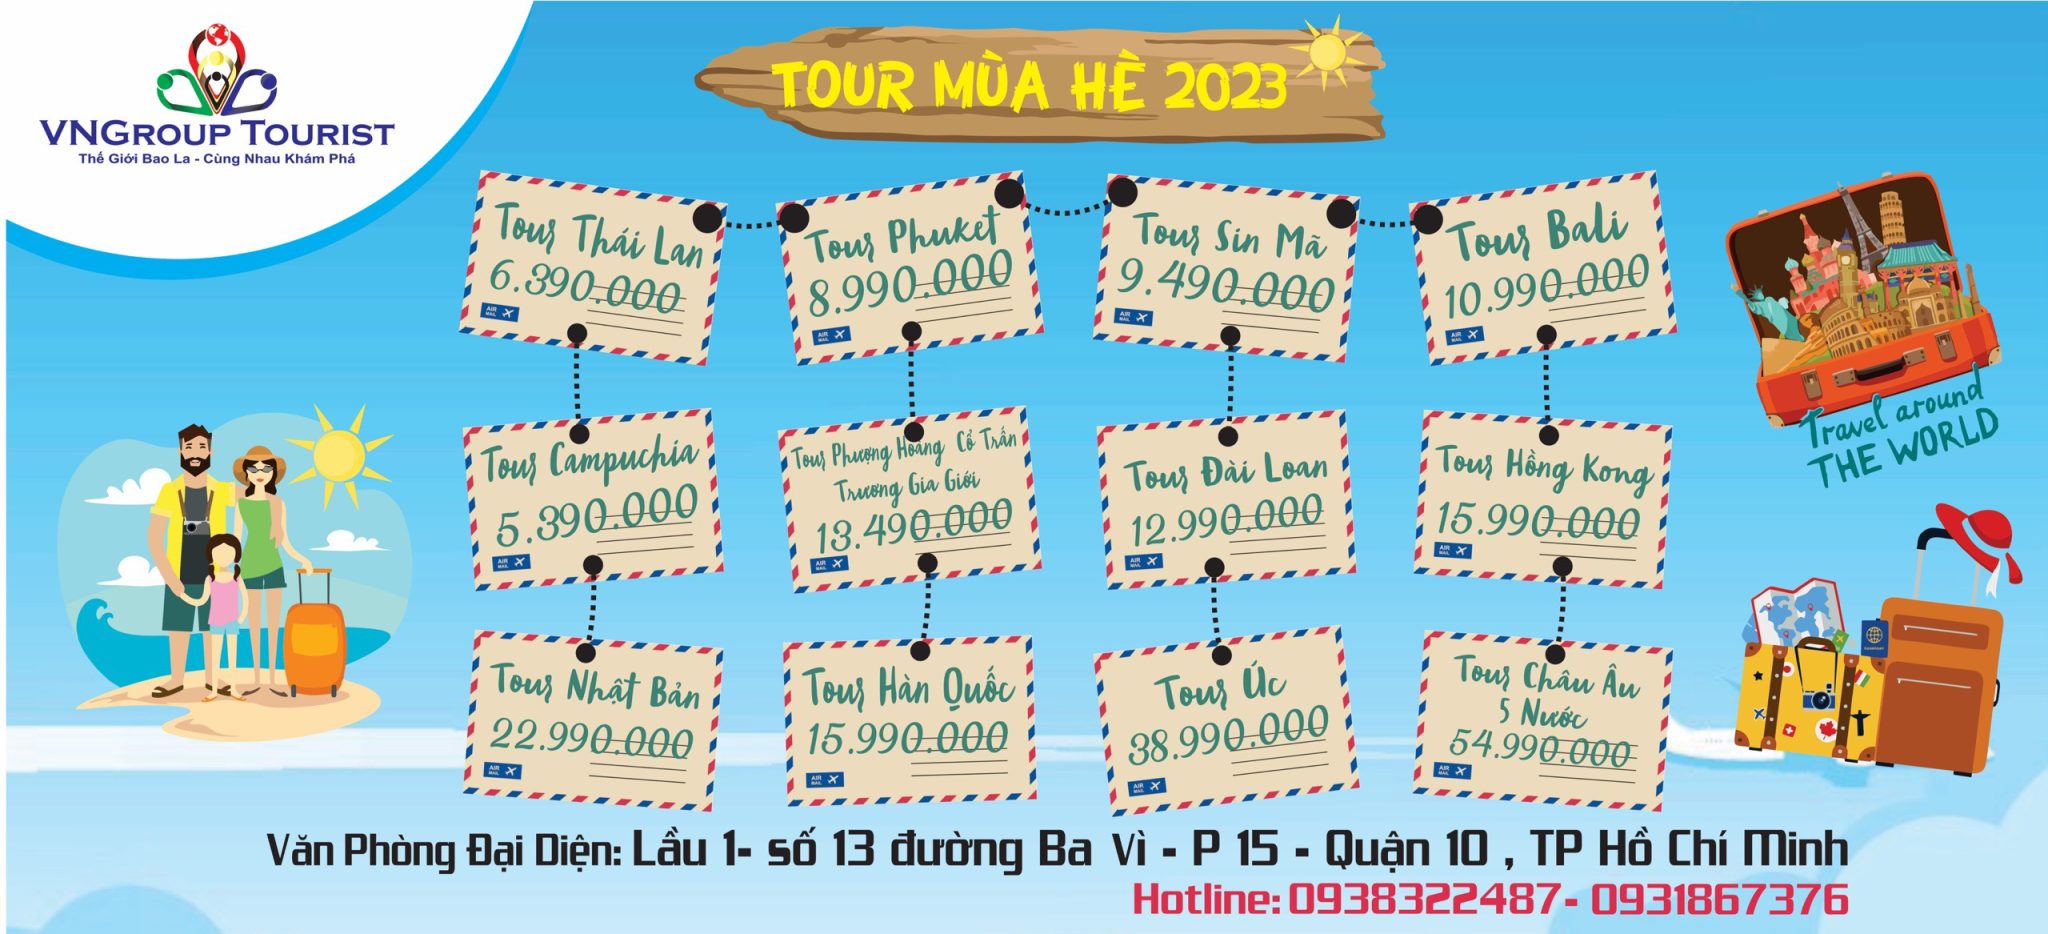 VNGroup Tourist
Thế Giới Bao La - Cùng Nhau Khám Phá
TOUR MÙA HÈ 2023
Tour Thái Lan
6.390.000
AIR MAIL
Tour Phuket
8.990.000
AIR MAIL
Tour Sin Mã
9.490.000
AIR MAIL
Tour Bali
10.990.000
AIR MAIL
Travel around
THE WORLD
Tour Campuchia
5.390.000
AIR MAIL
Tour Phượng Hoàng Cổ Trấn
Trương Gia Giới
13.490.000
AIR MAIL
Tour Đài Loan
12.990.000
AIR MAIL
Tour Hồng Kong
15.990.000
AIR MAIL
Tour Nhật Bản
22.990.000
AIR MAIL
Tour Hàn Quốc
15.990.000
AIR MAIL
Tour Úc
38.990.000
AIR MAIL
Tour Châu Âu
5 Nước
54.990.000
AIR MAIL
PASSPORT
Văn Phòng Đại Diện: Lầu 1- số 13 đường Ba Vì - P 15 - Quận 10 , TP Hồ Chí Minh
Hotline: 0938322487- 0931867376